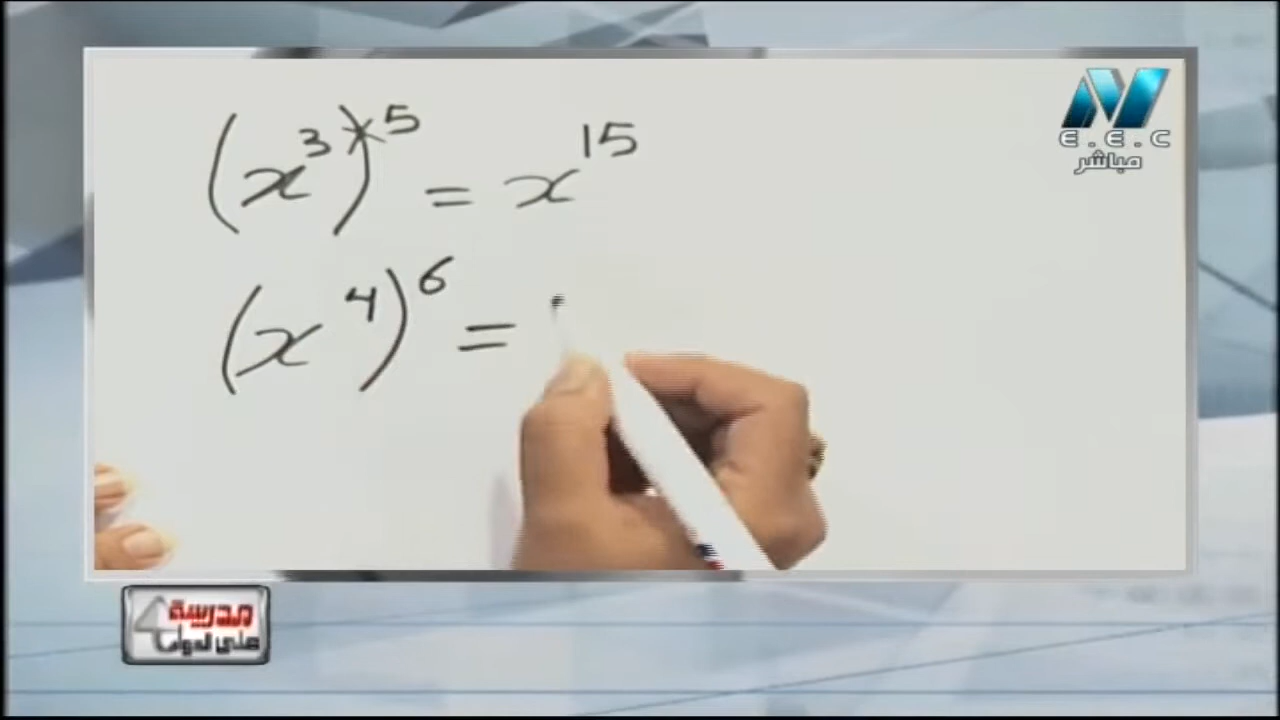 (x³)^×5 = x¹⁵
(x⁴)⁶ =
E.E.C
مباشر
مدرسة
على الهواء